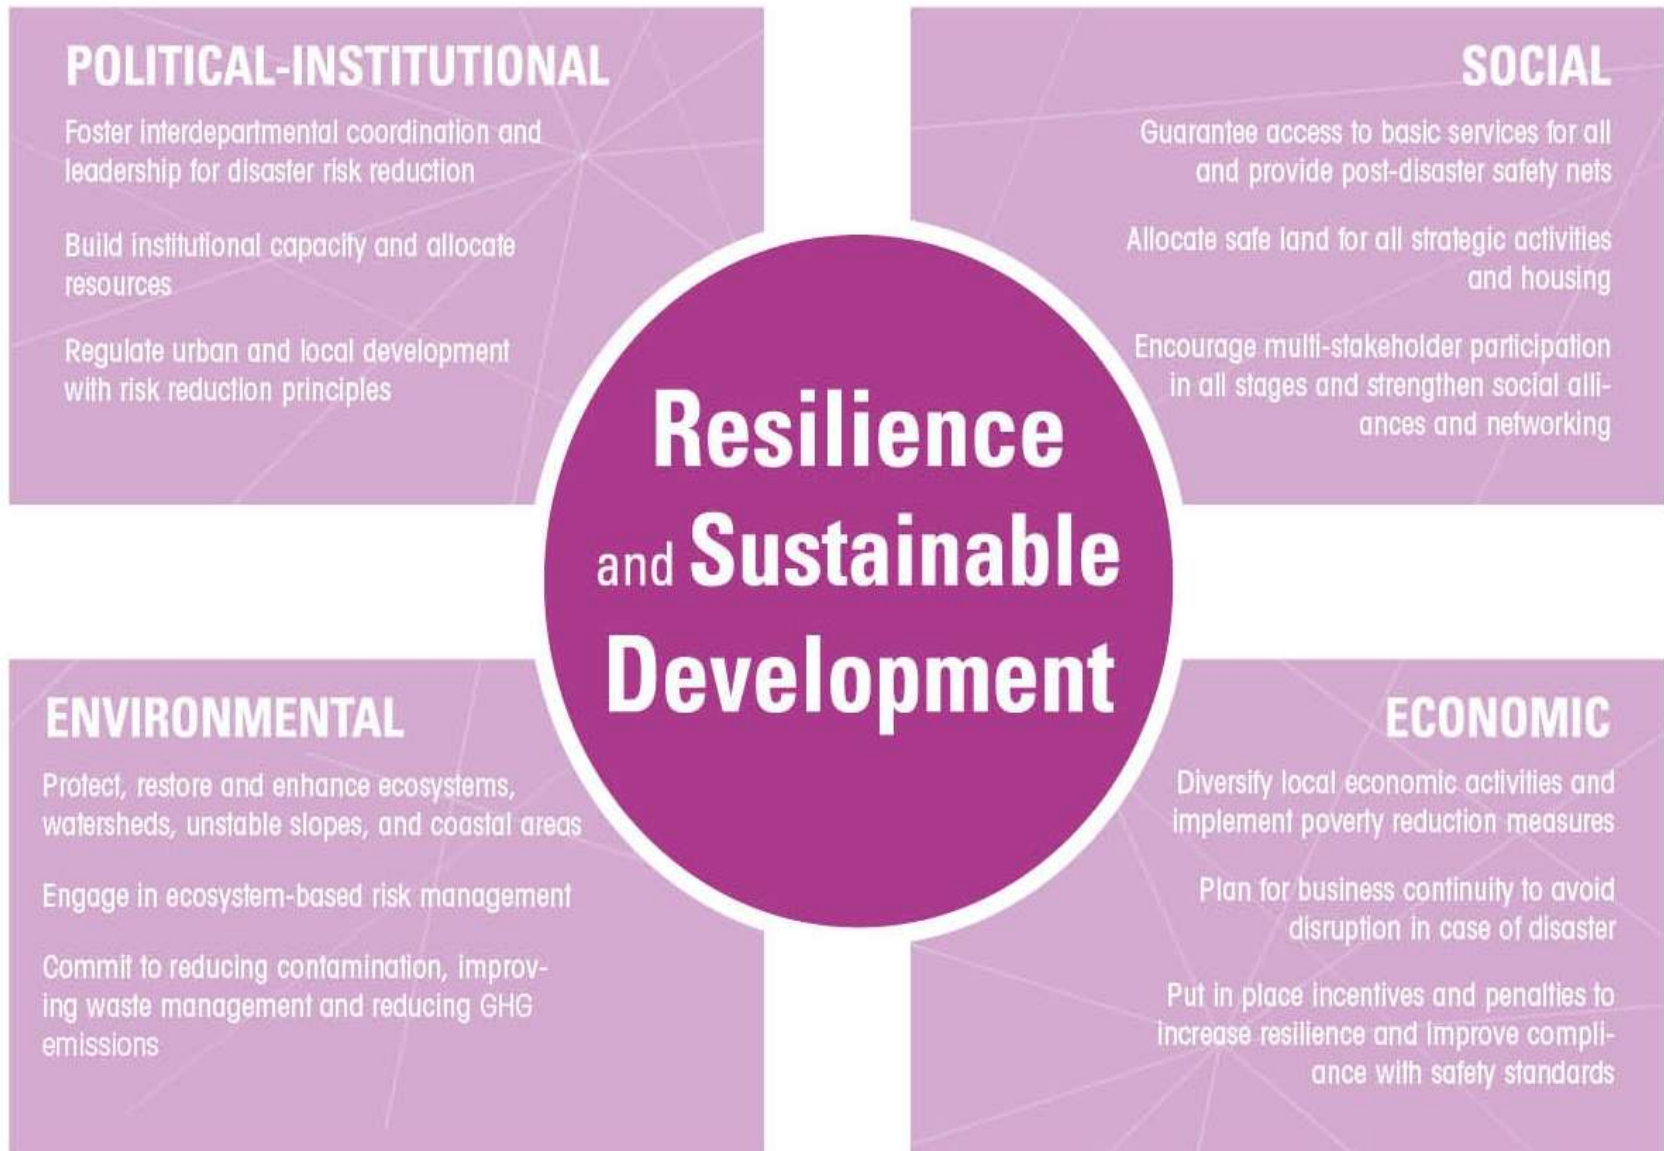 POLITICAL-INSTITUTIONAL
Foster interdepartmental coordination and
leadership for disaster risk reduction
Build institutional capacity and allocate
resources
Regulate urban and local development
with risk reduction principles
SOCIAL
Guarantee access to basic services for all
and provide post-disaster safety nets
Allocate safe land for all strategic activities
and housing
Encourage multi-stakeholder participation
in all stages and strengthen social alli-
ances and networking
Resilience
and Sustainable
Development
ENVIRONMENTAL
Protect, restore and enhance ecosystems,
watersheds, unstable slopes, and coastal areas
Engage in ecosystem-based risk management
Commit to reducing contamination, improv-
ing waste management and reducing GHG
emissions
ECONOMIC
Diversify local economic activities and
implement poverty reduction measures
Plan for business continuity to avoid
disruption in case of disaster
Put in place incentives and penalties to
increase resilience and improve compli-
ance with safety standards